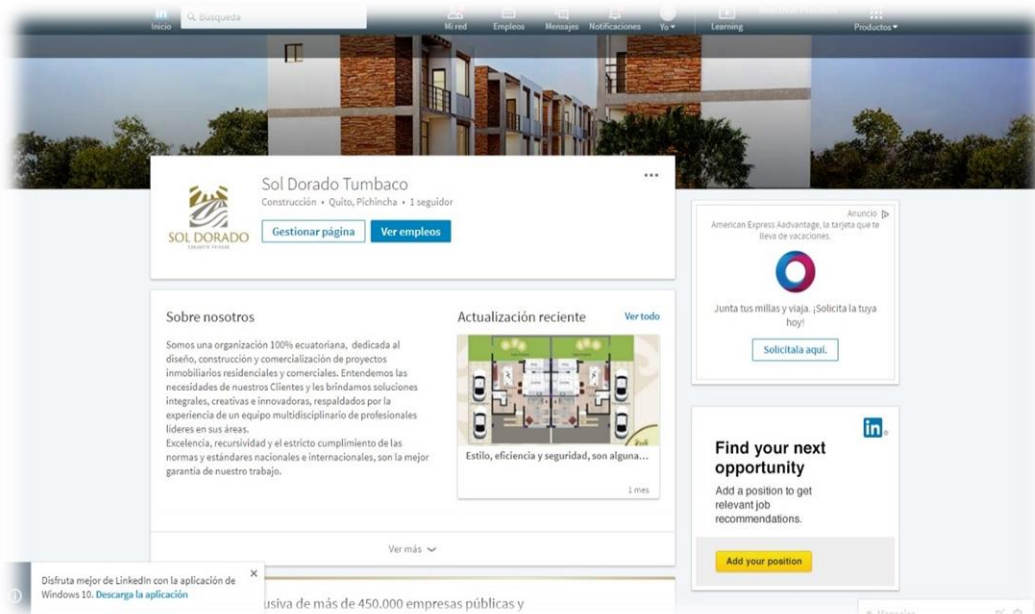 in
Inicio
Búsqueda
Mi red
Empleos
Mensajes
Notificaciones
Yo
Learning
Productos
SOL DORADO
Sol Dorado Tumbaco
Construcción • Quito, Pichincha • 1 seguidor
Gestionar página
Ver empleos
Sobre nosotros
Somos una organización 100% ecuatoriana, dedicada al
diseño, construcción y comercialización de proyectos
inmobiliarios residenciales y comerciales. Entendemos las
necesidades de nuestros Clientes y les brindamos soluciones
integrales, creativas e innovadoras, respaldados por la
experiencia de un equipo multidisciplinario de profesionales
líderes en sus áreas.
Excelencia, recursividad y el estricto cumplimiento de las
normas y estándares nacionales e internacionales, son la mejor
garantía de nuestro trabajo.
Actualización reciente
Ver todo
Estilo, eficiencia y seguridad, son alguna...
1 mes
Ver más
Anuncio
American Express Aadvantage, la tarjeta que te
lleva de vacaciones.
Junta tus millas y viaja. ¡Solicita la tuya
hoy!
Solicítala aquí.
in
Find your next
opportunity
Add a position to get
relevant job
recommendations.
Add your position
Disfruta mejor de LinkedIn con la aplicación de
Windows 10. Descarga la aplicación
usiva de más de 450.000 empresas públicas y
Mensajes